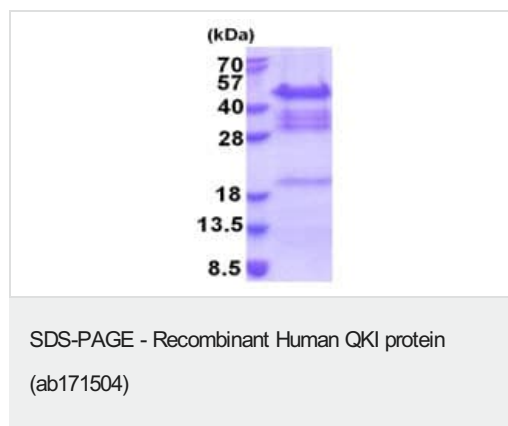 (kDa)
70
57
40
28
18
13.5
8.5
SDS-PAGE - Recombinant Human QKI protein
(ab171504)